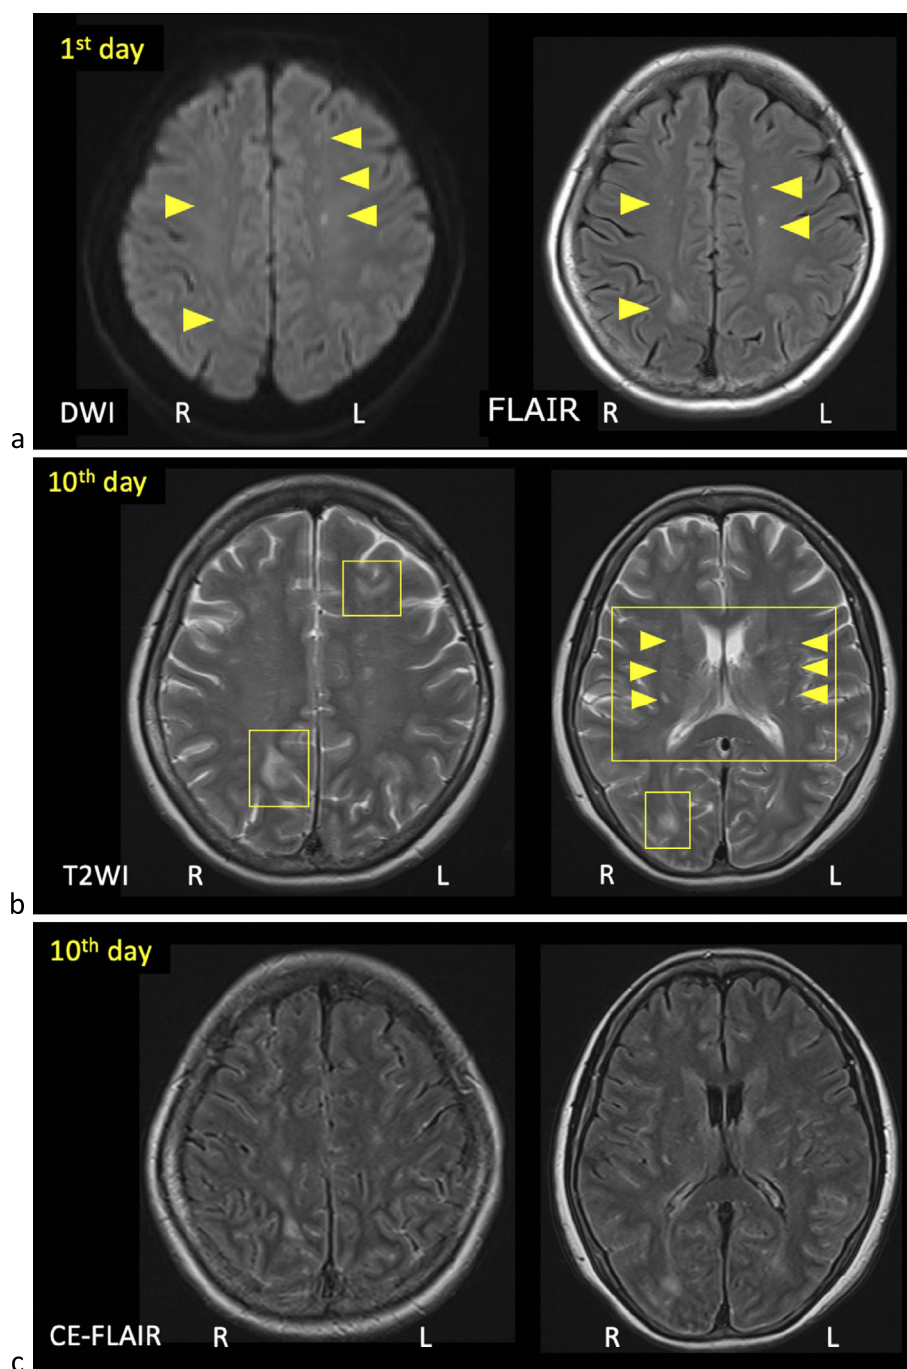 1st day
DWI R L FLAIR R L
a
10th day
T2WI R L R L
b
10th day
CE-FLAIR R L R L
c